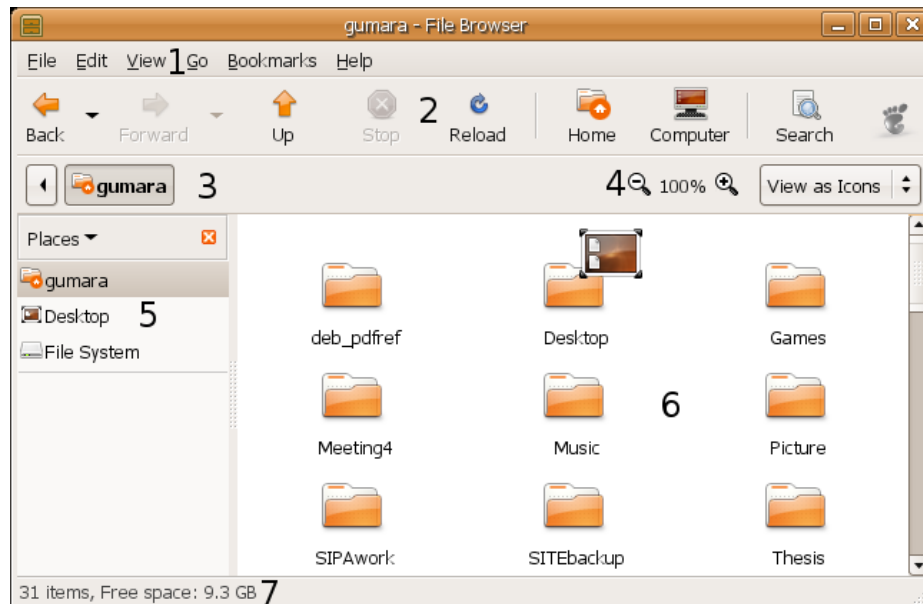 gumara - File Browser
File Edit View 1 Go Bookmarks Help
Back Forward Up Stop 2 Reload Home Computer Search
gumara 3 4 100% View as Icons
Places
gumara
Desktop 5
File System
deb_pdfref Desktop Games
Meeting4 Music 6 Picture
SIPAwork SITEbackup Thesis
31 items, Free space: 9.3 GB 7